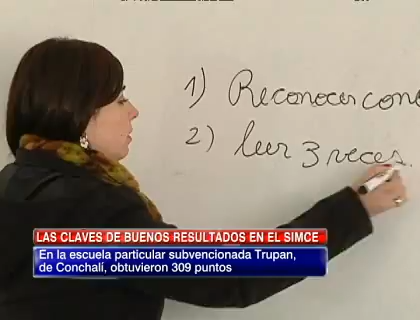 1) Reconocer conc
2) leer 3 veces.
LAS CLAVES DE BUENOS RESULTADOS EN EL SIMCE
En la escuela particular subvencionada Trupan,
de Conchalí, obtuvieron 309 puntos